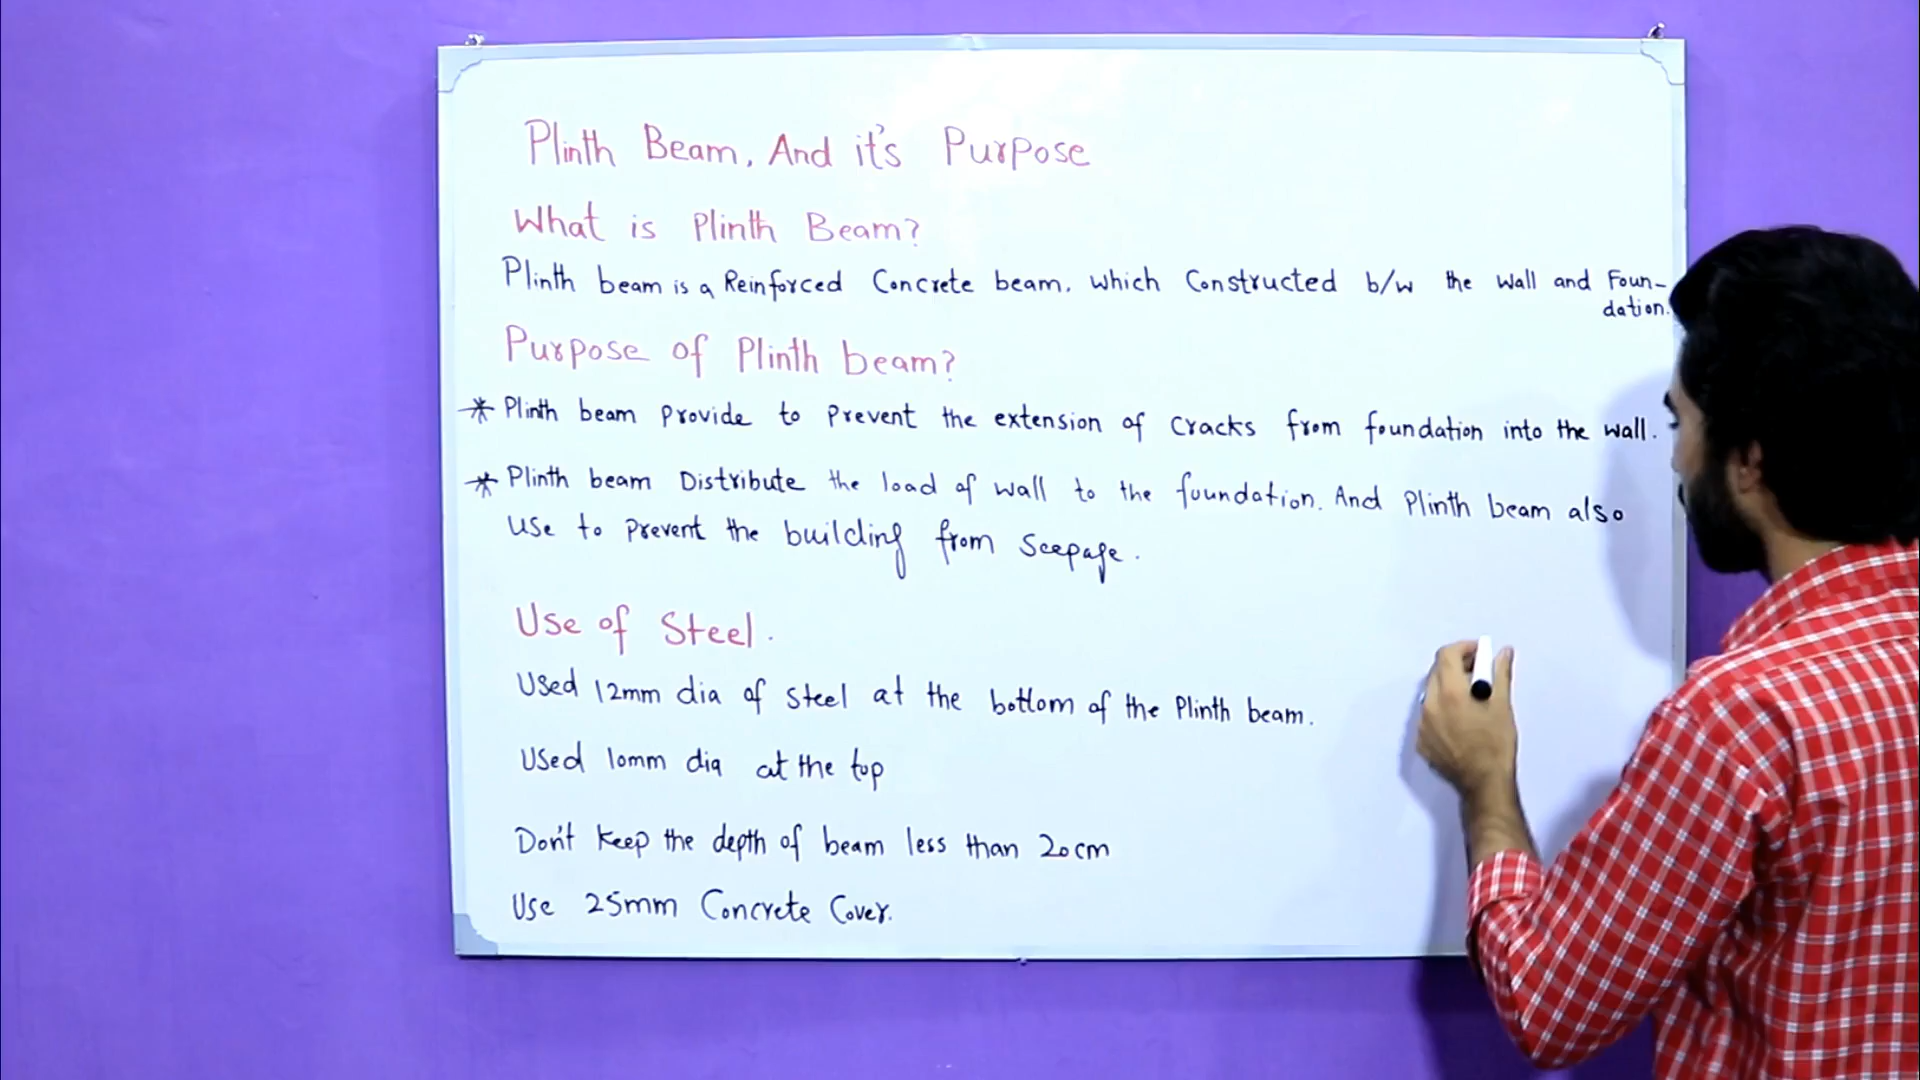 Plinth Beam, And it's Purpose
What is Plinth Beam?
Plinth beam is a Reinforced Concrete beam. which Constructed b/w the wall and Foun-
dation.
Purpose of Plinth beam?
* Plinth beam provide to prevent the extension of cracks from foundation into the wall.
* Plinth beam Distribute the load of wall to the foundation. And Plinth beam also
use to prevent the building from Seepage.
Use of Steel.
Used 12mm dia of steel at the bottom of the Plinth beam.
Used 10mm dia at the top
Don't keep the depth of beam less than 20cm
Use 25mm Concrete Cover.